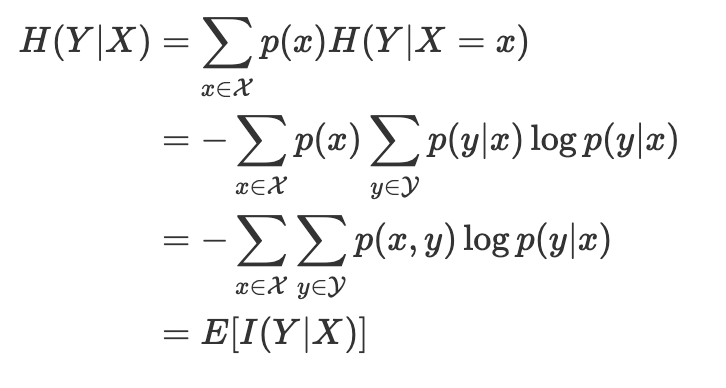 H(Y|X) = ∑_{x∈𝒳} p(x)H(Y|X = x)
= − ∑_{x∈𝒳} p(x) ∑_{y∈𝒴} p(y|x) log p(y|x)
= − ∑_{x∈𝒳} ∑_{y∈𝒴} p(x, y) log p(y|x)
= E[I(Y|X)]